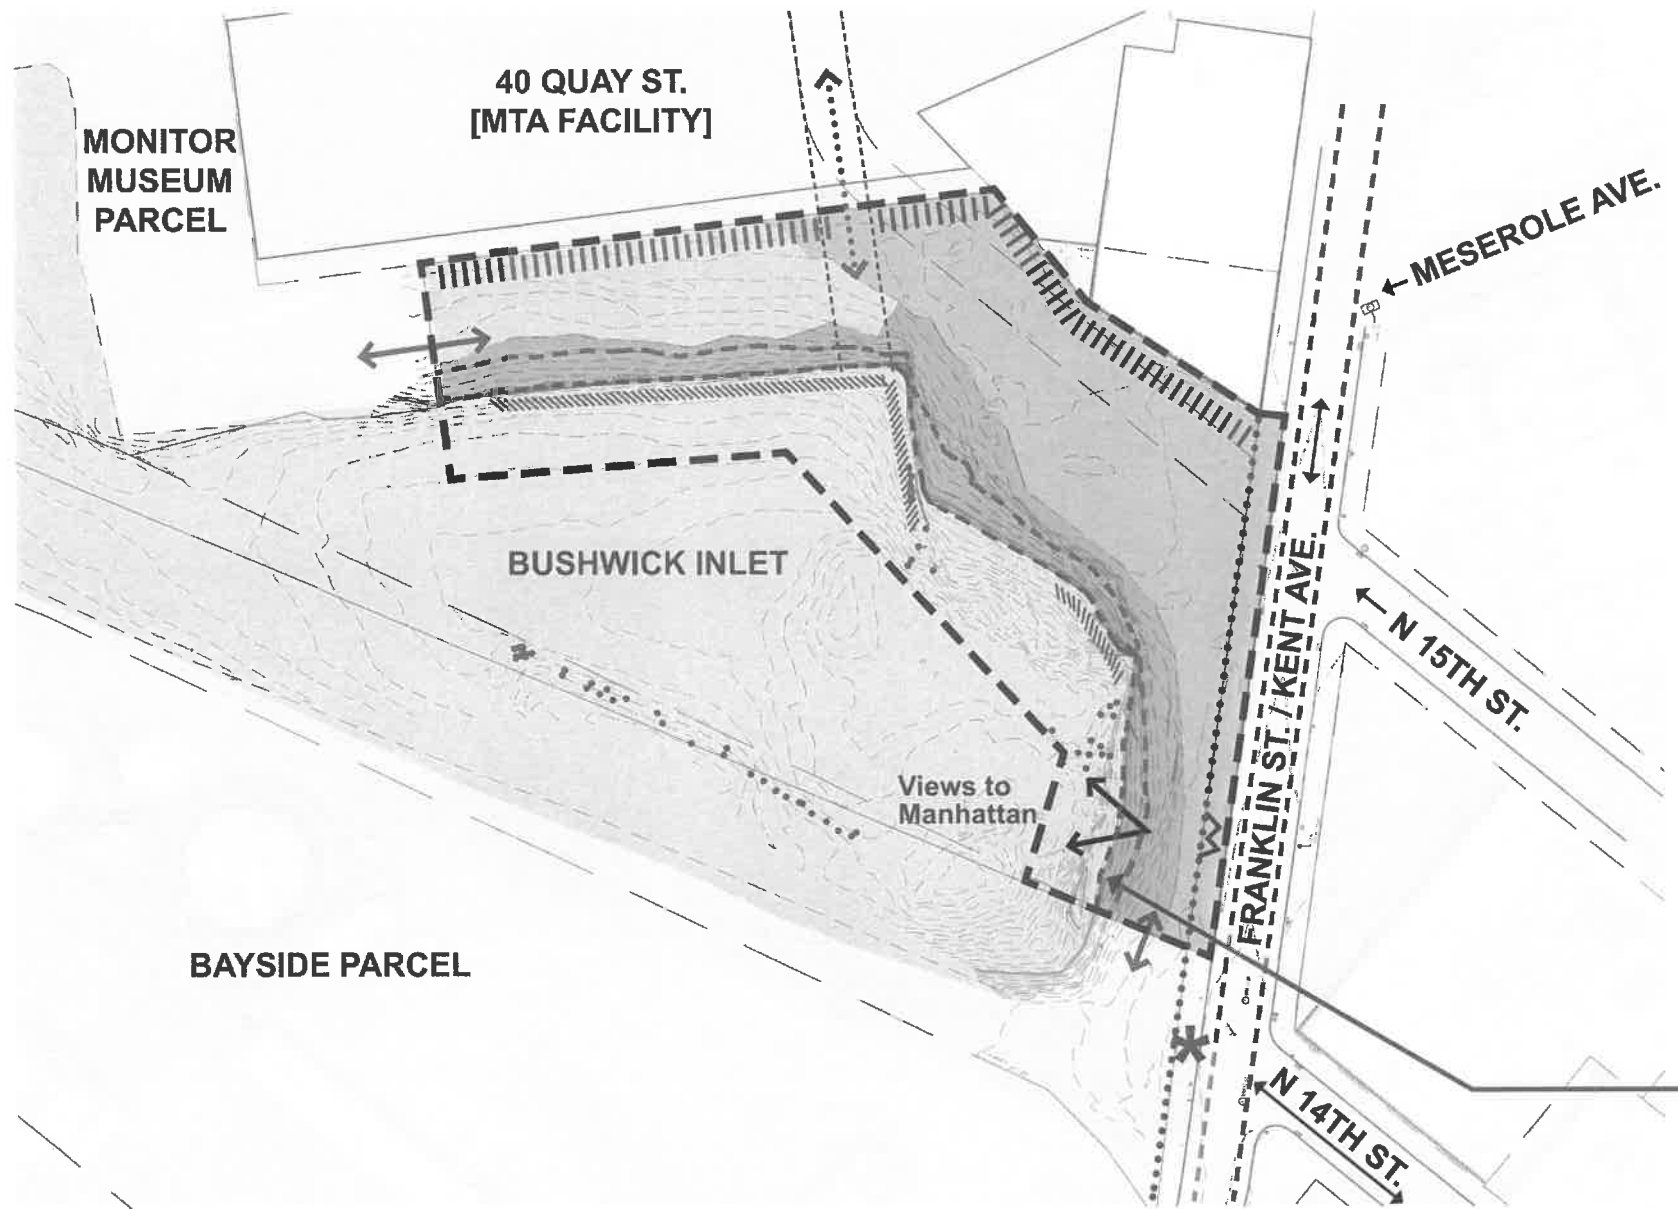 40 QUAY ST.
[MTA FACILITY]
MONITOR
MUSEUM
PARCEL
MESEROLE AVE.
BUSHWICK INLET
N 15TH ST.
FRANKLIN ST. / KENT AVE.
Views to
Manhattan
BAYSIDE PARCEL
N 14TH ST.